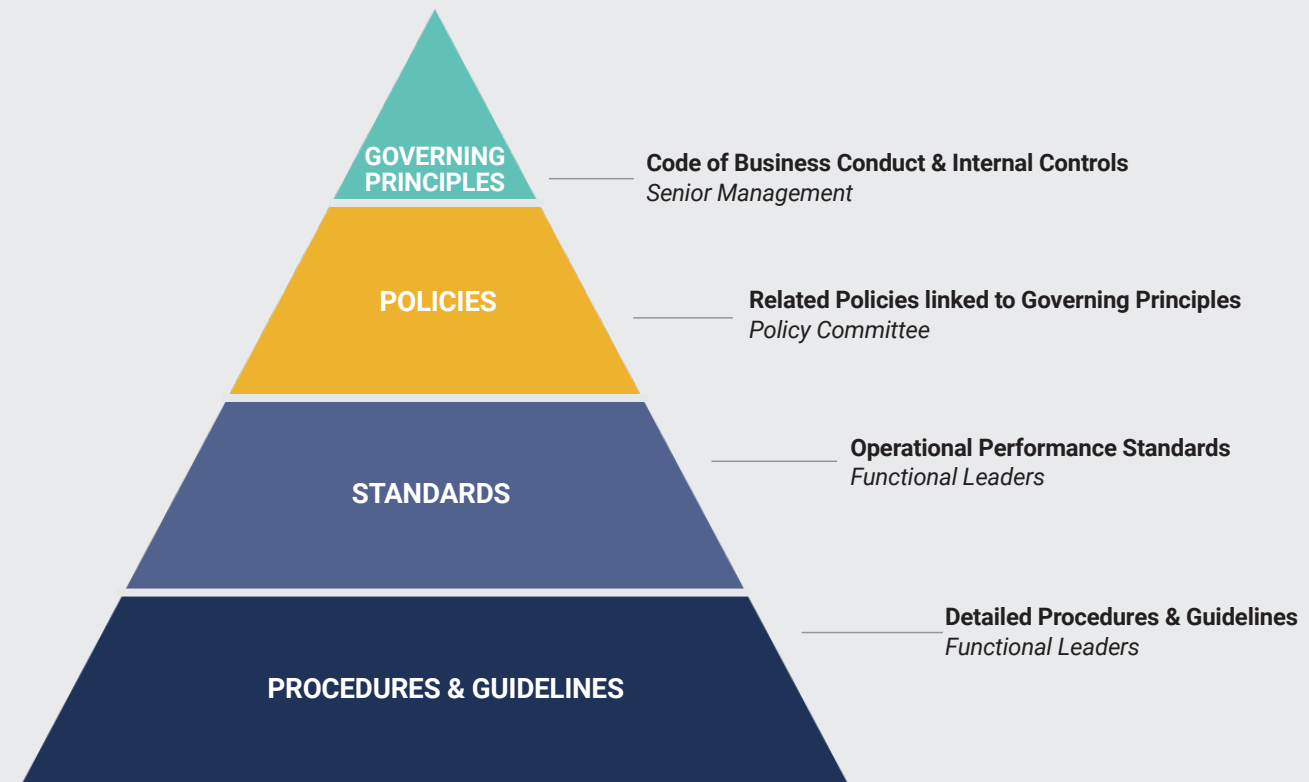 GOVERNING
PRINCIPLES
Code of Business Conduct & Internal Controls
Senior Management
POLICIES
Related Policies linked to Governing Principles
Policy Committee
STANDARDS
Operational Performance Standards
Functional Leaders
PROCEDURES & GUIDELINES
Detailed Procedures & Guidelines
Functional Leaders